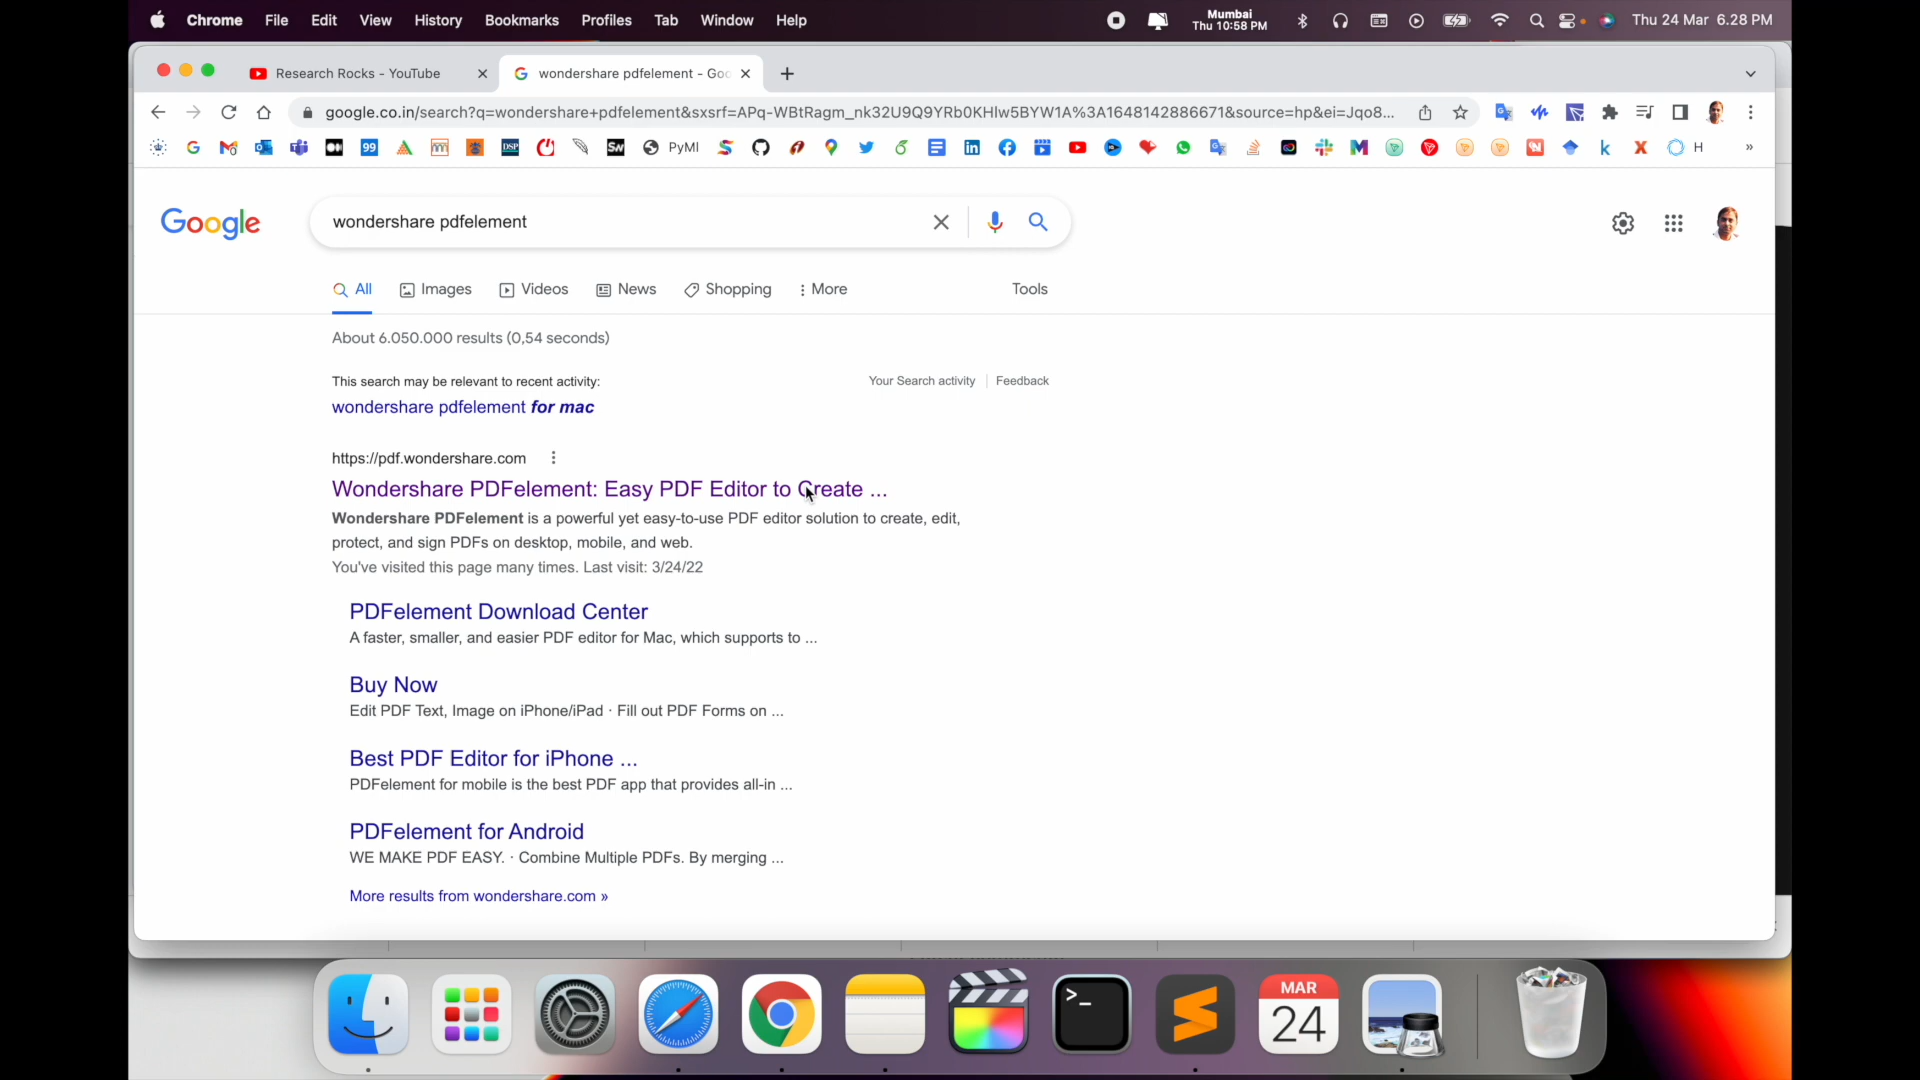 Chrome File Edit View History Bookmarks Profiles Tab Window Help
Mumbai
Thu 10:58 PM
Thu 24 Mar 6.28 PM
Research Rocks - YouTube
wondershare pdfelement - Goo
google.co.in/search?q=wondershare+pdfelement&sxsrf=APq-WBtRagm_nk32U9Q9YRb0KHlw5BYW1A%3A1648142886671&source=hp&ei=Jqo8...
99
DSP
SW
PyMI
H
Google
wondershare pdfelement
All Images Videos News Shopping More Tools
About 6.050.000 results (0,54 seconds)
This search may be relevant to recent activity:
Your Search activity
Feedback
wondershare pdfelement for mac
https://pdf.wondershare.com
Wondershare PDFelement: Easy PDF Editor to Create ...
Wondershare PDFelement is a powerful yet easy-to-use PDF editor solution to create, edit,
protect, and sign PDFs on desktop, mobile, and web.
You've visited this page many times. Last visit: 3/24/22
PDFelement Download Center
A faster, smaller, and easier PDF editor for Mac, which supports to ...
Buy Now
Edit PDF Text, Image on iPhone/iPad · Fill out PDF Forms on ...
Best PDF Editor for iPhone ...
PDFelement for mobile is the best PDF app that provides all-in ...
PDFelement for Android
WE MAKE PDF EASY. · Combine Multiple PDFs. By merging ...
More results from wondershare.com »
MAR
24